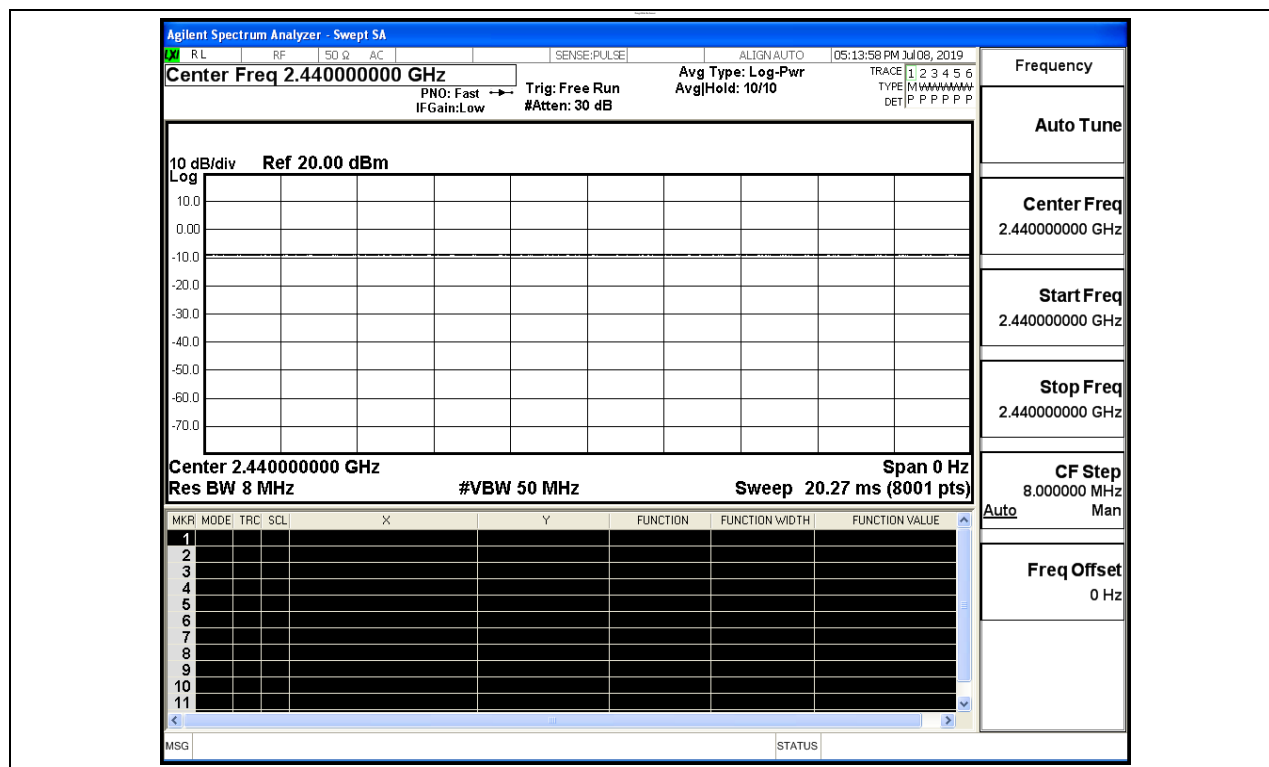 Agilent Spectrum Analyzer - Swept SA
LXI RL RF 50 Ω AC SENSE:PULSE ALIGN AUTO 05:13:58 PM Jul 08, 2019
Center Freq 2.440000000 GHz
PNO: Fast
IFGain:Low
Trig: Free Run
#Atten: 30 dB
Avg Type: Log-Pwr
Avg|Hold: 10/10
TRACE 1 2 3 4 5 6
TYPE M W W W W W
DET P P P P P P
10 dB/div Ref 20.00 dBm
Log
10.0
0.00
-10.0
-20.0
-30.0
-40.0
-50.0
-60.0
-70.0
Center 2.440000000 GHz Span 0 Hz
Res BW 8 MHz #VBW 50 MHz Sweep 20.27 ms (8001 pts)
MKR MODE TRC SCL X Y FUNCTION FUNCTION WIDTH FUNCTION VALUE
1
2
3
4
5
6
7
8
9
10
11
MSG STATUS
Frequency
Auto Tune
Center Freq
2.440000000 GHz
Start Freq
2.440000000 GHz
Stop Freq
2.440000000 GHz
CF Step
8.000000 MHz
Auto Man
Freq Offset
0 Hz